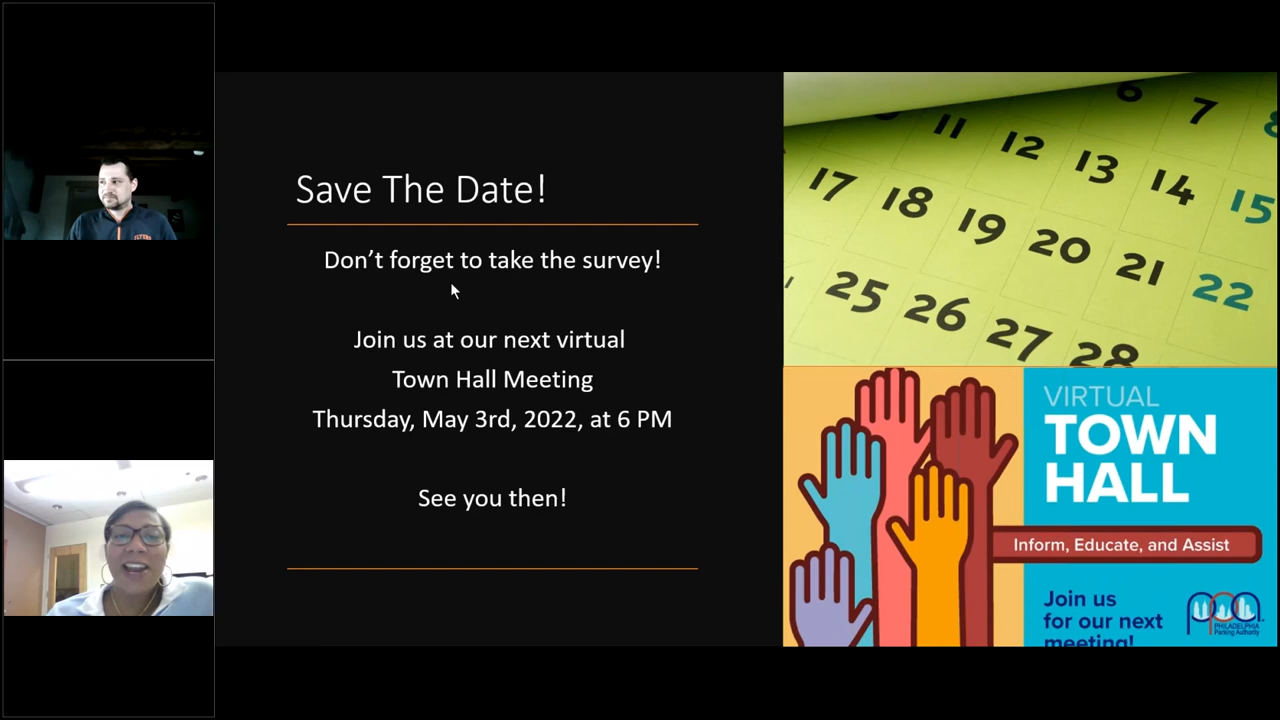 Save The Date!
Don't forget to take the survey!
Join us at our next virtual
Town Hall Meeting
Thursday, May 3rd, 2022, at 6 PM
See you then!
6 7 8
11 12 13 14 15
17 18 19 20 21 22
25 26 27 28
VIRTUAL
TOWN
HALL
Inform, Educate, and Assist
Join us
for our next
meeting!
ppa
PHILADELPHIA
Parking Authority